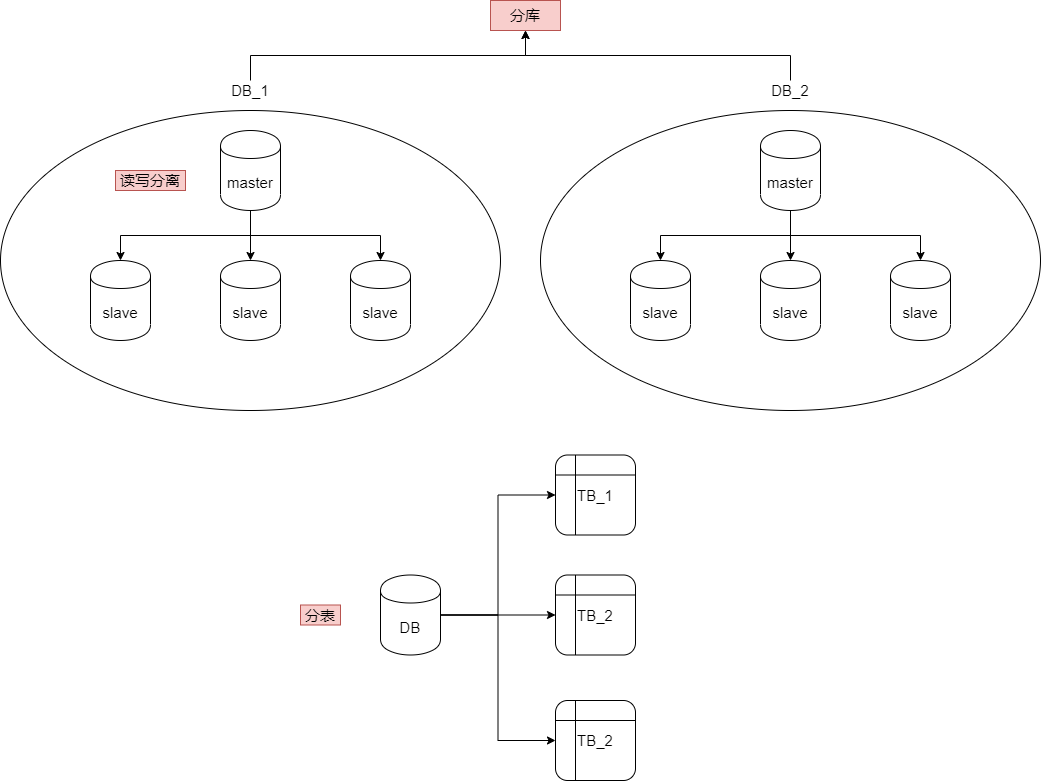 分库
DB_1
DB_2
master
master
读写分离
slave
slave
slave
slave
slave
slave
TB_1
分表
DB
TB_2
TB_2